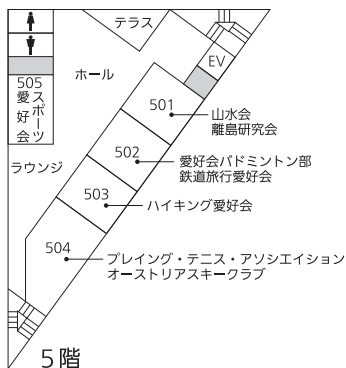 テラス
EV
ホール
505
スポーツ
愛好会
ラウンジ
501
山水会
離島研究会
502
愛好会バドミントン部
鉄道旅行愛好会
503
ハイキング愛好会
504
プレイング・テニス・アソシエイション
オーストリアスキークラブ
5階